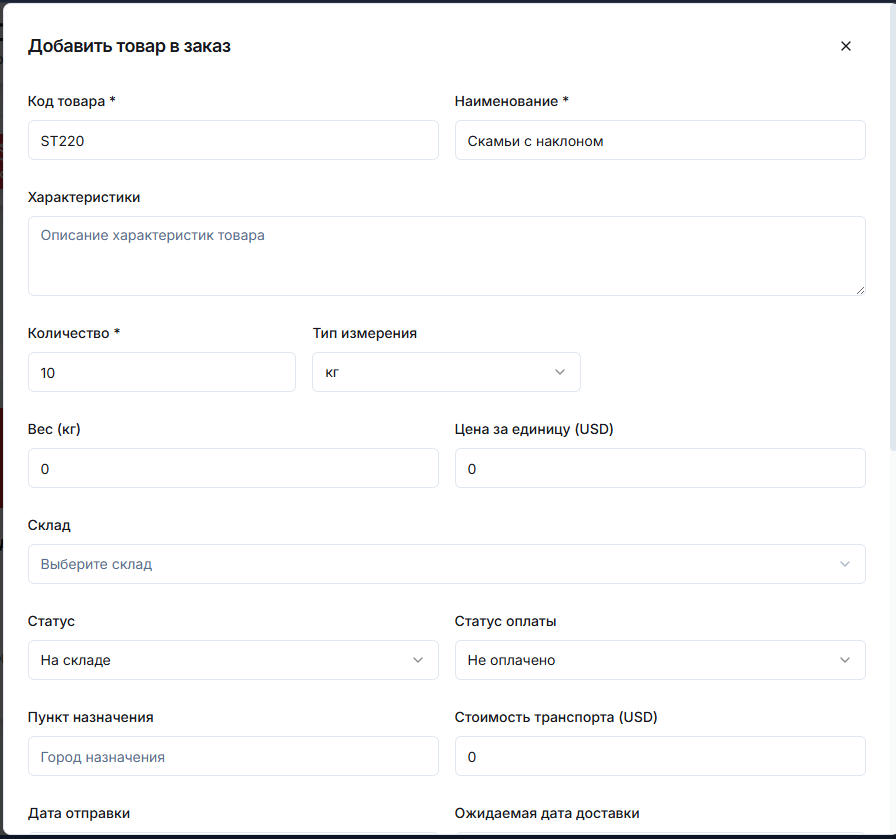 Добавить товар в заказ
Код товара *
Наименование *
ST220
Скамьи с наклоном
Характеристики
Описание характеристик товара
Количество *
Тип измерения
10
кг
Вес (кг)
Цена за единицу (USD)
0
0
Склад
Выберите склад
Статус
Статус оплаты
На складе
Не оплачено
Пункт назначения
Стоимость транспорта (USD)
Город назначения
0
Дата отправки
Ожидаемая дата доставки